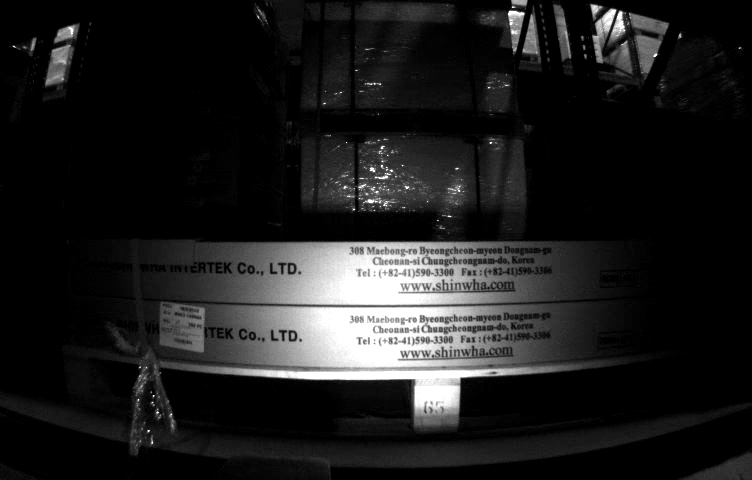 INTERTEK Co., LTD.
308 Maebong-ro Byeongcheon-myeon Dongnam-gu
Cheonan-si Chungcheongnam-do, Korea
Tel : (+82-41)590-3300 Fax : (+82-41)590-3306
www.shinwha.com
TEK Co., LTD.
308 Maebong-ro Byeongcheon-myeon Dongnam-gu
Cheonan-si Chungcheongnam-do, Korea
Tel : (+82-41)590-3300 Fax : (+82-41)590-3306
www.shinwha.com
65